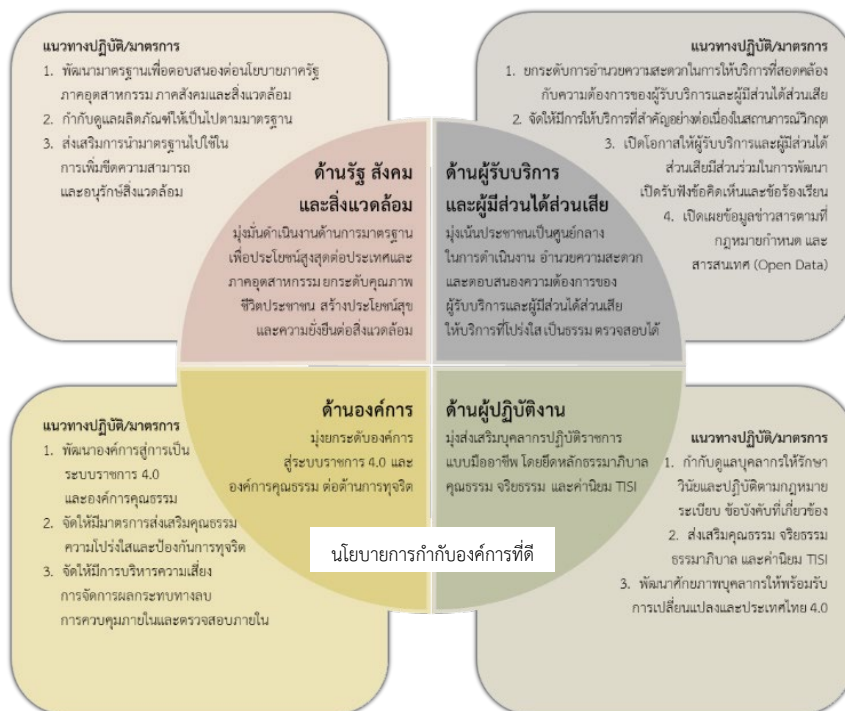 แนวทางปฏิบัติ/มาตรการ
1. พัฒนามาตรฐานเพื่อตอบสนองต่อนโยบายภาครัฐ
ภาคอุตสาหกรรม ภาคสังคมและสิ่งแวดล้อม
2. กำกับดูแลผลิตภัณฑ์ให้เป็นไปตามมาตรฐาน
3. ส่งเสริมการนำมาตรฐานไปใช้ใน
การเพิ่มขีดความสามารถ
และอนุรักษ์สิ่งแวดล้อม
ด้านรัฐ สังคม
และสิ่งแวดล้อม
มุ่งมั่นดำเนินงานด้านการมาตรฐาน
เพื่อประโยชน์สูงสุดต่อประเทศและ
ภาคอุตสาหกรรม ยกระดับคุณภาพ
ชีวิตประชาชน สร้างประโยชน์สุข
และความยั่งยืนต่อสิ่งแวดล้อม
แนวทางปฏิบัติ/มาตรการ
1. ยกระดับการอำนวยความสะดวกในการให้บริการที่สอดคล้อง
กับความต้องการของผู้รับบริการและผู้มีส่วนได้ส่วนเสีย
2. จัดให้มีการให้บริการที่สำคัญอย่างต่อเนื่องในสถานการณ์วิกฤต
3. เปิดโอกาสให้ผู้รับบริการและผู้มีส่วนได้
ส่วนเสียมีส่วนร่วมในการพัฒนา
เปิดรับฟังข้อคิดเห็นและข้อร้องเรียน
4. เปิดเผยข้อมูลข่าวสารตามที่
กฎหมายกำหนด และ
สารสนเทศ (Open Data)
ด้านผู้รับบริการ
และผู้มีส่วนได้ส่วนเสีย
มุ่งเน้นประชาชนเป็นศูนย์กลาง
ในการดำเนินงาน อำนวยความสะดวก
และตอบสนองความต้องการของ
ผู้รับบริการและผู้มีส่วนได้ส่วนเสีย
ให้บริการที่โปร่งใส เป็นธรรม ตรวจสอบได้
แนวทางปฏิบัติ/มาตรการ
1. พัฒนาองค์การสู่การเป็น
ระบบราชการ 4.0
และองค์การคุณธรรม
2. จัดให้มีมาตรการส่งเสริมคุณธรรม
ความโปร่งใสและป้องกันการทุจริต
3. จัดให้มีการบริหารความเสี่ยง
การจัดการผลกระทบทางลบ
การควบคุมภายในและตรวจสอบภายใน
ด้านองค์การ
มุ่งยกระดับองค์การ
สู่ระบบราชการ 4.0 และ
องค์การคุณธรรม ต่อต้านการทุจริต
ด้านผู้ปฏิบัติงาน
มุ่งส่งเสริมบุคลากรปฏิบัติราชการ
แบบมืออาชีพ โดยยึดหลักธรรมาภิบาล
คุณธรรม จริยธรรม และค่านิยม TISI
แนวทางปฏิบัติ/มาตรการ
1. กำกับดูแลบุคลากรให้รักษา
วินัยและปฏิบัติตามกฎหมาย
ระเบียบ ข้อบังคับที่เกี่ยวข้อง
2. ส่งเสริมคุณธรรม จริยธรรม
ธรรมาภิบาล และค่านิยม TISI
3. พัฒนาศักยภาพบุคลากรให้พร้อมรับ
การเปลี่ยนแปลงและประเทศไทย 4.0
นโยบายการกำกับองค์การที่ดี